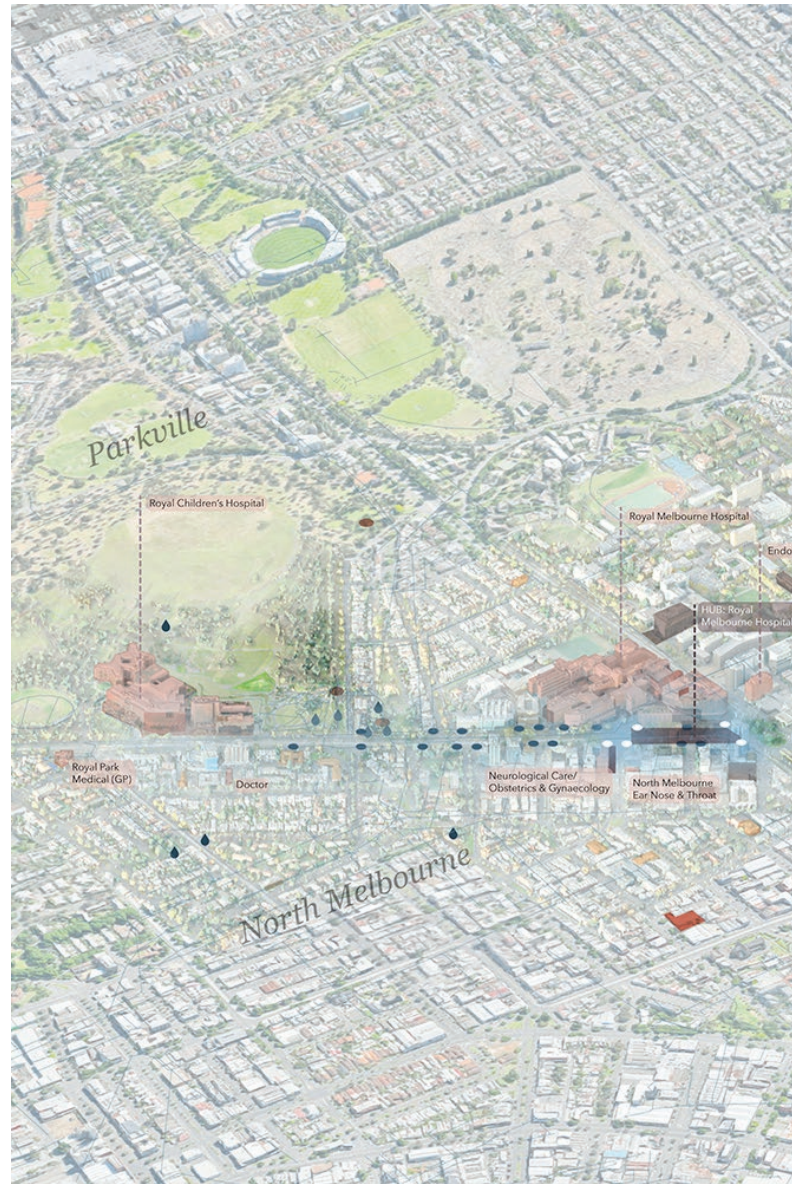 Parkville
Royal Children's Hospital
Royal Melbourne Hospital
Endo
HUB: Royal
Melbourne Hospital
Royal Park
Medical (GP)
Doctor
Neurological Care/
Obstetrics & Gynaecology
North Melbourne
Ear Nose & Throat
North Melbourne